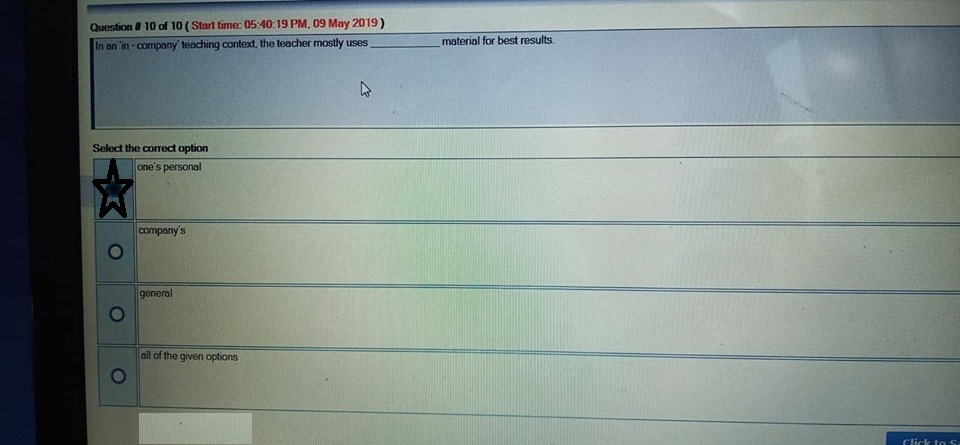 Question # 10 of 10 ( Start time: 05:40:19 PM, 09 May 2019 )
In an 'in - company' teaching context, the teacher mostly uses ____________ material for best results.
Select the correct option
one's personal
company's
general
all of the given options
Click to S